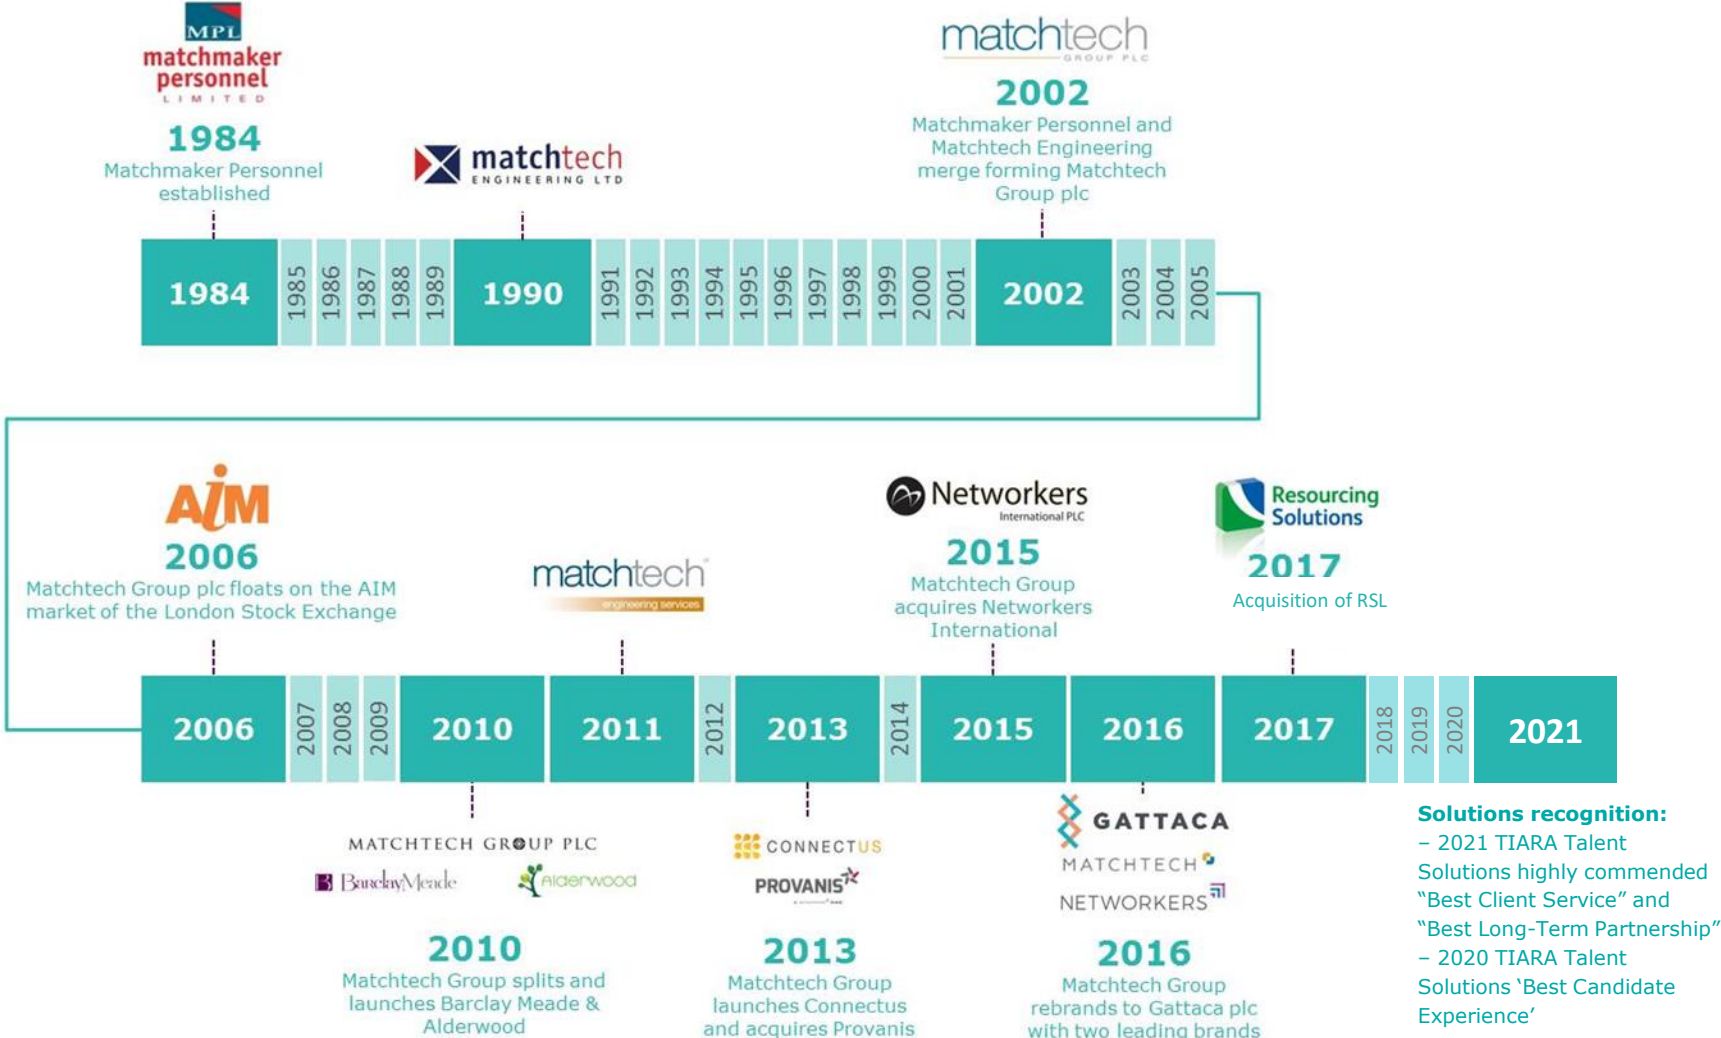 MPL
matchmaker
personnel
LIMITED
1984
Matchmaker Personnel
established
matchtech
ENGINEERING LTD
matchtech
GROUP PLC
2002
Matchmaker Personnel and
Matchtech Engineering
merge forming Matchtech
Group plc
1984
1985
1986
1987
1988
1989
1990
1991
1992
1993
1994
1995
1996
1997
1998
1999
2000
2001
2002
2003
2004
2005
AiM
2006
Matchtech Group plc floats on the AIM
market of the London Stock Exchange
matchtech
engineering services
Networkers
International PLC
2015
Matchtech Group
acquires Networkers
International
Resourcing
Solutions
2017
Acquisition of RSL
2006
2007
2008
2009
2010
2011
2012
2013
2014
2015
2016
2017
2018
2019
2020
2021
MATCHTECH GROUP PLC
BarclayMeade
Alderwood
2010
Matchtech Group splits and
launches Barclay Meade &
Alderwood
CONNECTUS
PROVANIS
2013
Matchtech Group
launches Connectus
and acquires Provanis
GATTACA
MATCHTECH
NETWORKERS
2016
Matchtech Group
rebrands to Gattaca plc
with two leading brands
Solutions recognition:
– 2021 TIARA Talent
Solutions highly commended
“Best Client Service” and
“Best Long-Term Partnership”
– 2020 TIARA Talent
Solutions ‘Best Candidate
Experience’